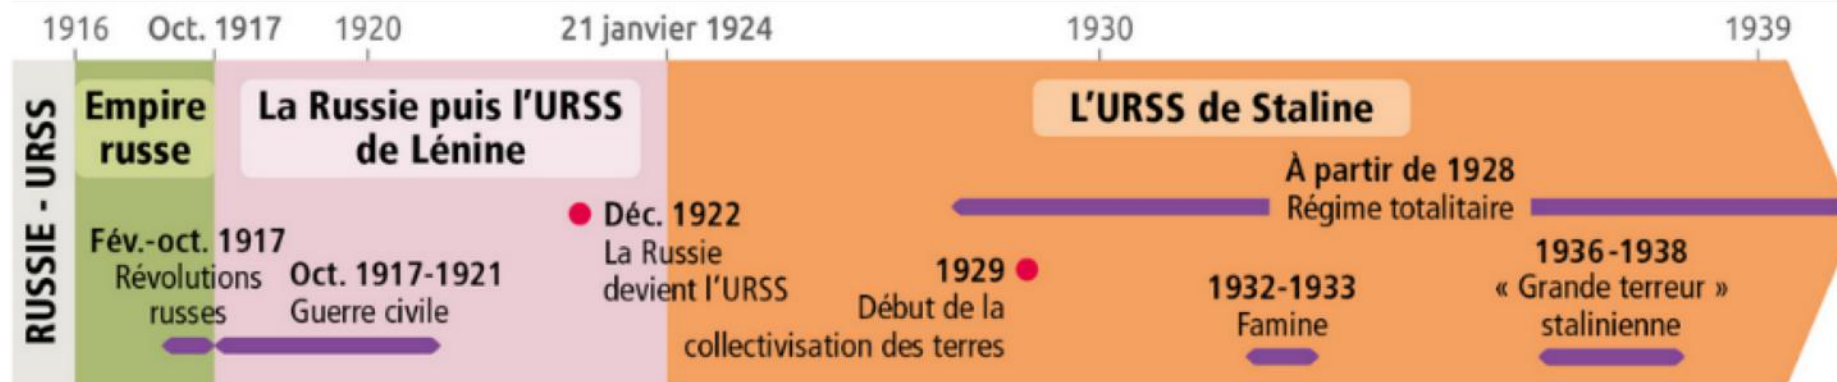 1916
Oct. 1917
1920
21 janvier 1924
1930
1939
RUSSIE - URSS
Empire
russe
La Russie puis l'URSS
de Lénine
L'URSS de Staline
Fév.-oct. 1917
Révolutions
russes
Oct. 1917-1921
Guerre civile
Déc. 1922
La Russie
devient l'URSS
À partir de 1928
Régime totalitaire
1929
Début de la
collectivisation des terres
1932-1933
Famine
1936-1938
« Grande terreur »
stalinienne